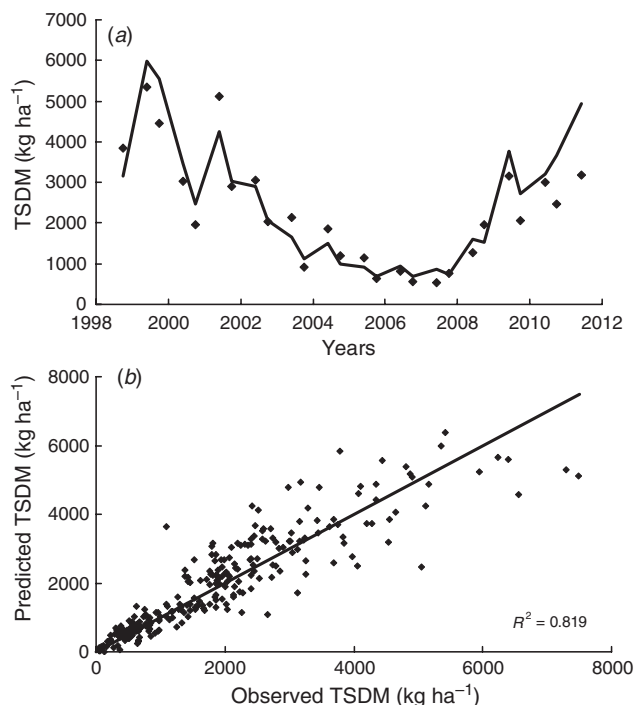 (a)
TSDM (kg ha⁻¹)
7000
6000
5000
4000
3000
2000
1000
0
1998 2000 2002 2004 2006 2008 2010 2012
Years
(b)
Predicted TSDM (kg ha⁻¹)
8000
6000
4000
2000
0
R² = 0.819
0 2000 4000 6000 8000
Observed TSDM (kg ha⁻¹)